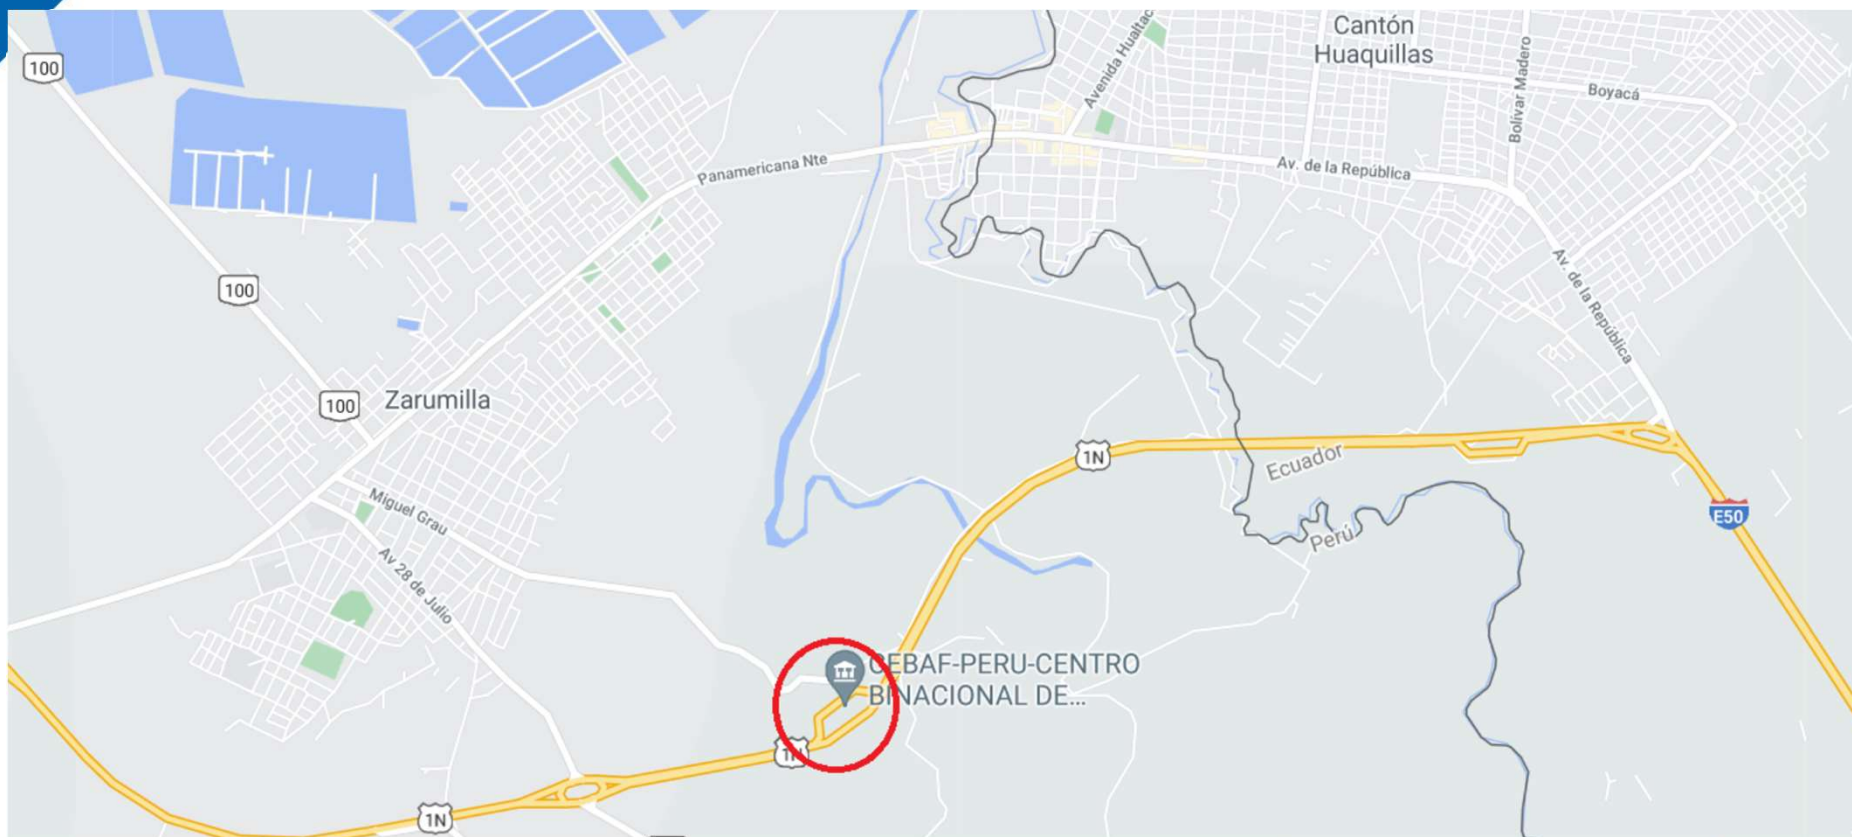 Cantón
Huaquillas
100
Avenida Hualtac
Bolívar Madero
Boyacá
Panamericana Nte
Av. de la República
100
Av. de la República
Zarumilla
100
1N
Ecuador
Miguel Grau
E50
Perú
Av 28 de Julio
CEBAF-PERU-CENTRO
BINACIONAL DE...
1N
1N